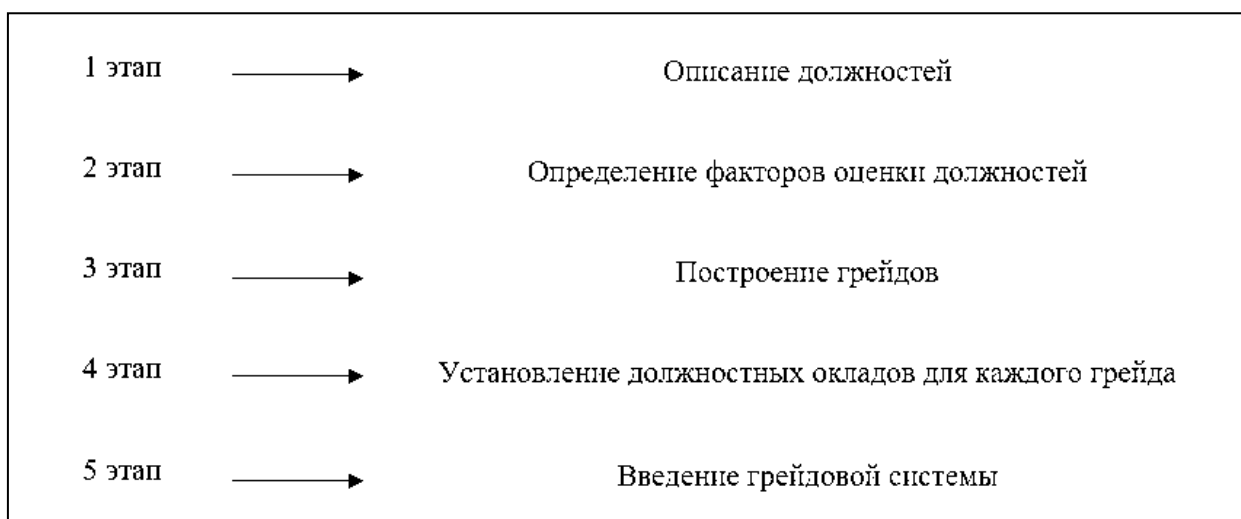 1 этап Описание должностей
2 этап Определение факторов оценки должностей
3 этап Построение грейдов
4 этап Установление должностных окладов для каждого грейда
5 этап Введение грейдовой системы